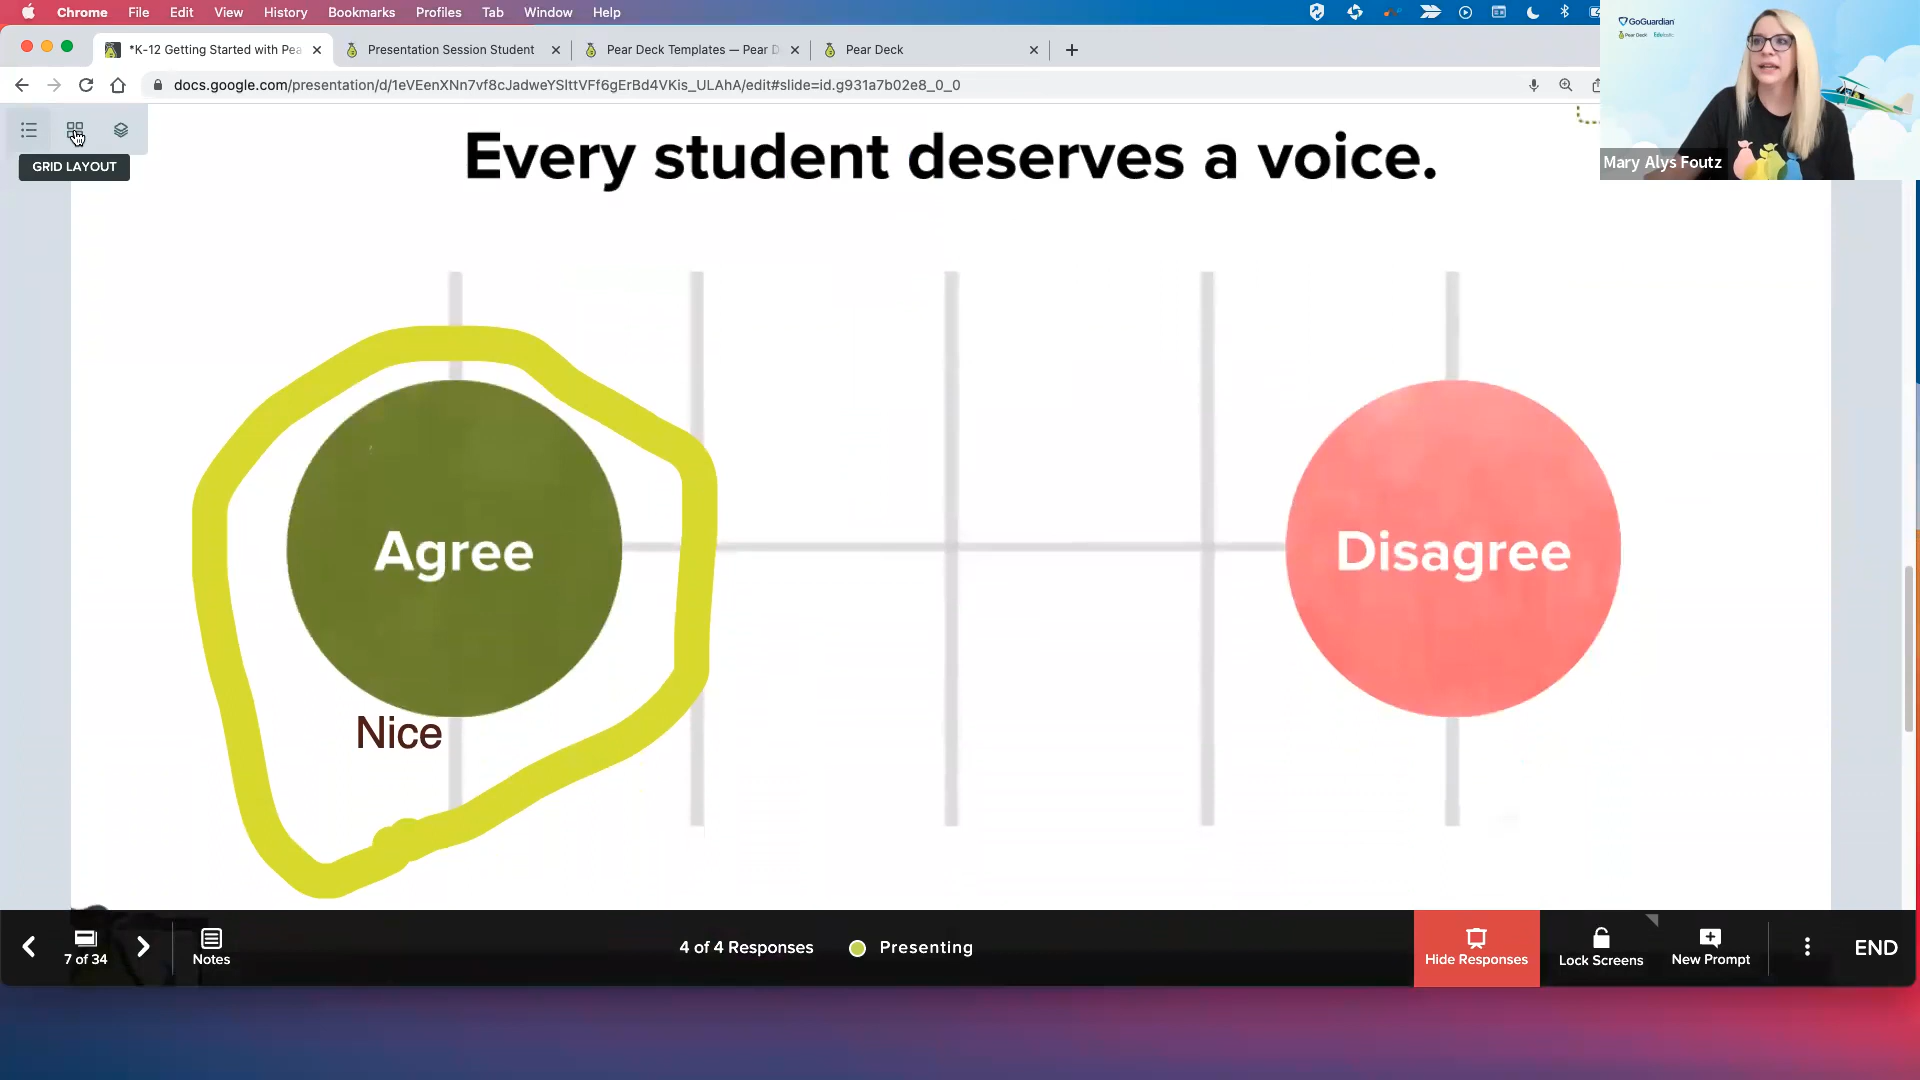 Chrome File Edit View History Bookmarks Profiles Tab Window Help
*K-12 Getting Started with Pea
Presentation Session Student
Pear Deck Templates — Pear D
Pear Deck
docs.google.com/presentation/d/1eVEenXNn7vf8cJadweYSlttVFf6gErBd4VKis_ULAhA/edit#slide=id.g931a7b02e8_0_0
GoGuardian
Pear Deck Edulastic
Mary Alys Foutz
GRID LAYOUT
Every student deserves a voice.
Agree
Disagree
Nice
7 of 34
Notes
4 of 4 Responses
Presenting
Hide Responses
Lock Screens
New Prompt
END